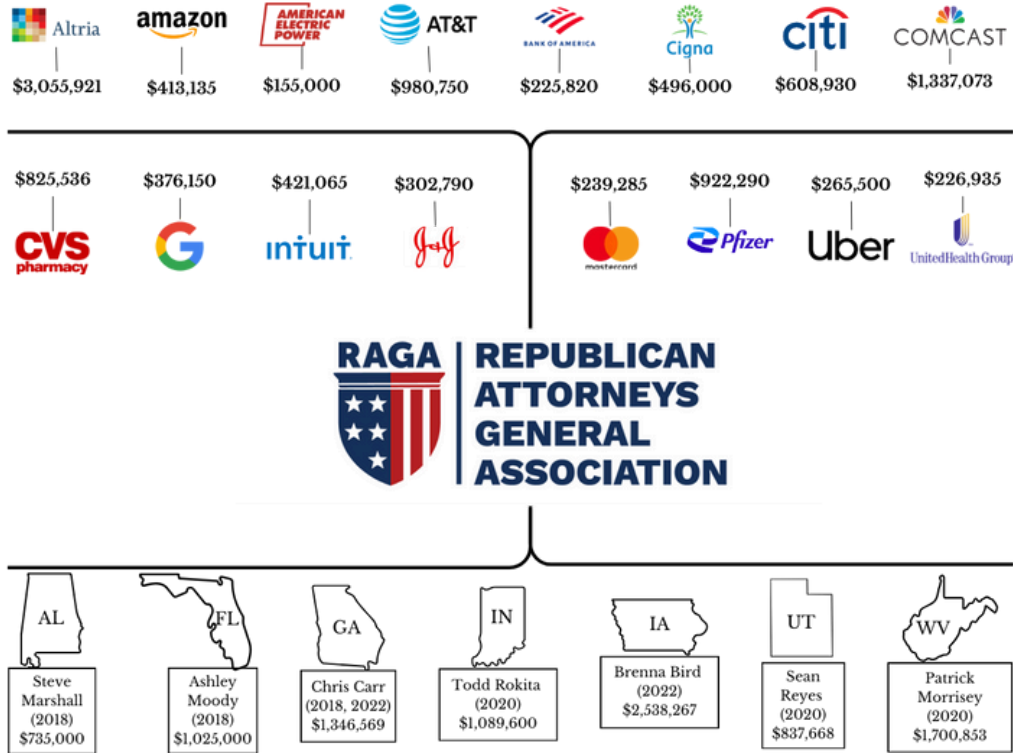 Altria
amazon
AMERICAN
ELECTRIC
POWER
AT&T
BANK OF AMERICA
Cigna
citi
COMCAST
$3,055,921
$413,135
$155,000
$980,750
$225,820
$496,000
$608,930
$1,337,073
$825,536
$376,150
$421,065
$302,790
$239,285
$922,290
$265,500
$226,935
CVS
pharmacy
G
intuit.
J&J
mastercard
Pfizer
Uber
U
UnitedHealth Group
RAGA
REPUBLICAN
ATTORNEYS
GENERAL
ASSOCIATION
AL
Steve
Marshall
(2018)
$735,000
FL
Ashley
Moody
(2018)
$1,025,000
GA
Chris Carr
(2018, 2022)
$1,346,569
IN
Todd Rokita
(2020)
$1,089,600
IA
Brenna Bird
(2022)
$2,538,267
UT
Sean
Reyes
(2020)
$837,668
WV
Patrick
Morrisey
(2020)
$1,700,853